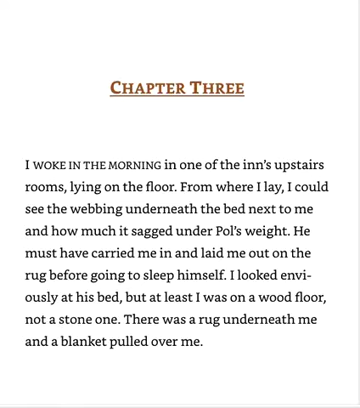 CHAPTER THREE
I WOKE IN THE MORNING in one of the inn’s upstairs
rooms, lying on the floor. From where I lay, I could
see the webbing underneath the bed next to me
and how much it sagged under Pol’s weight. He
must have carried me in and laid me out on the
rug before going to sleep himself. I looked envi-
ously at his bed, but at least I was on a wood floor,
not a stone one. There was a rug underneath me
and a blanket pulled over me.